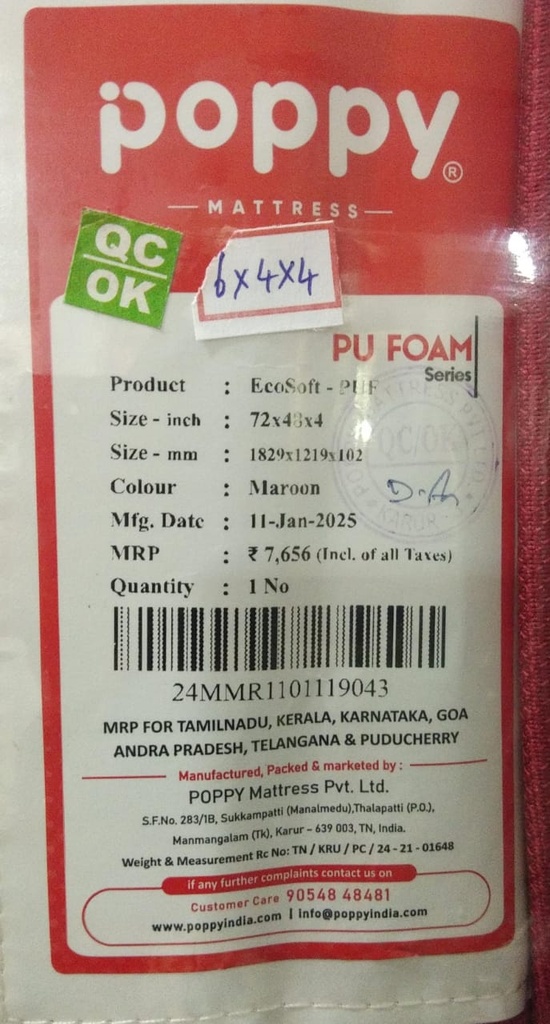 poppy®
MATTRESS
QC
OK
6x4x4
PU FOAM
Series
Product : EcoSoft - PUF
Size - inch : 72x48x4
Size - mm : 1829x1219x102
Colour : Maroon
Mfg. Date : 11-Jan-2025
MRP : ₹ 7,656 (Incl. of all Taxes)
Quantity : 1 No
QC/OK
KARUR
24MMR1101119043
MRP FOR TAMILNADU, KERALA, KARNATAKA, GOA
ANDRA PRADESH, TELANGANA & PUDUCHERRY
Manufactured, Packed & marketed by :
POPPY Mattress Pvt. Ltd.
S.F.No. 283/1B, Sukkampatti (Manalmedu),Thalapatti (P.O.),
Manmangalam (Tk), Karur – 639 003, TN, India.
Weight & Measurement Rc No: TN / KRU / PC / 24 - 21 - 01648
If any further complaints contact us on
Customer Care 90548 48481
www.poppyindia.com | info@poppyindia.com